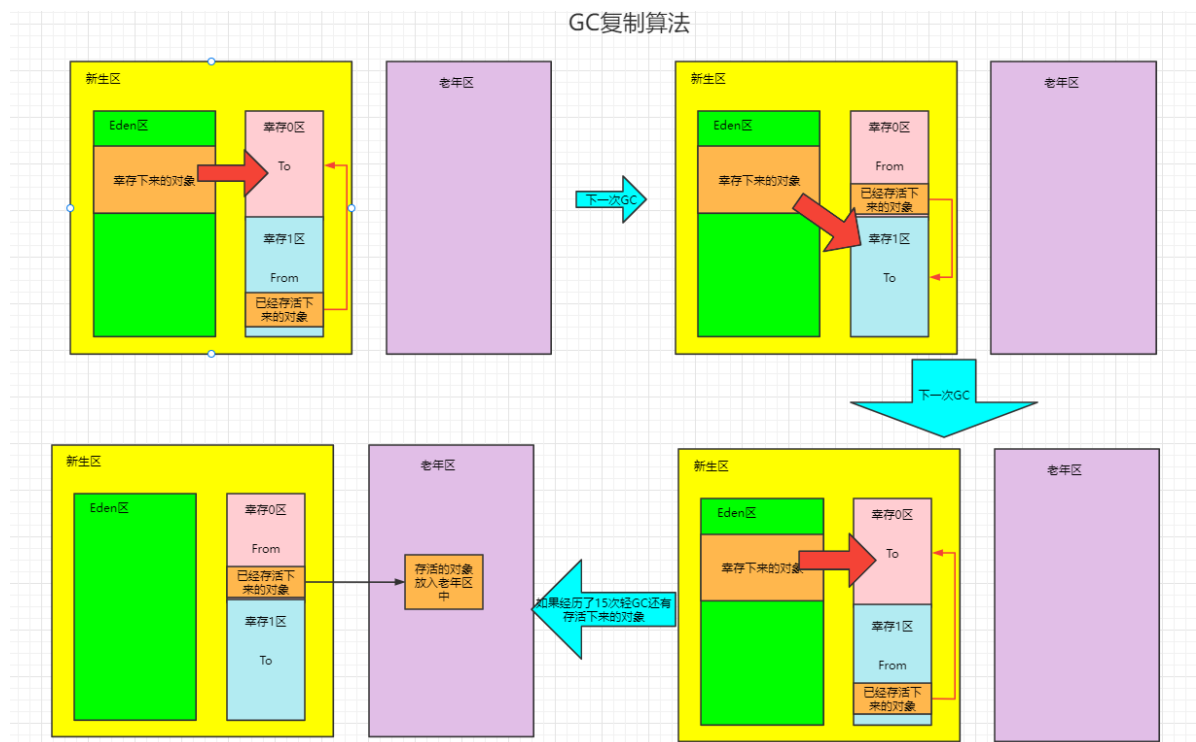 GC复制算法
新生区
Eden区
幸存下来的对象
幸存0区
To
幸存1区
From
已经存活下
来的对象
老年区
下一次GC
新生区
Eden区
幸存下来的对象
幸存0区
From
已经存活下
来的对象
幸存1区
To
老年区
下一次GC
新生区
Eden区
幸存下来的对象
幸存0区
To
幸存1区
From
已经存活下
来的对象
老年区
如果经历了15次轻GC还有
存活下来的对象
新生区
Eden区
幸存0区
From
已经存活下
来的对象
幸存1区
To
老年区
存活的对象
放入老年区
中